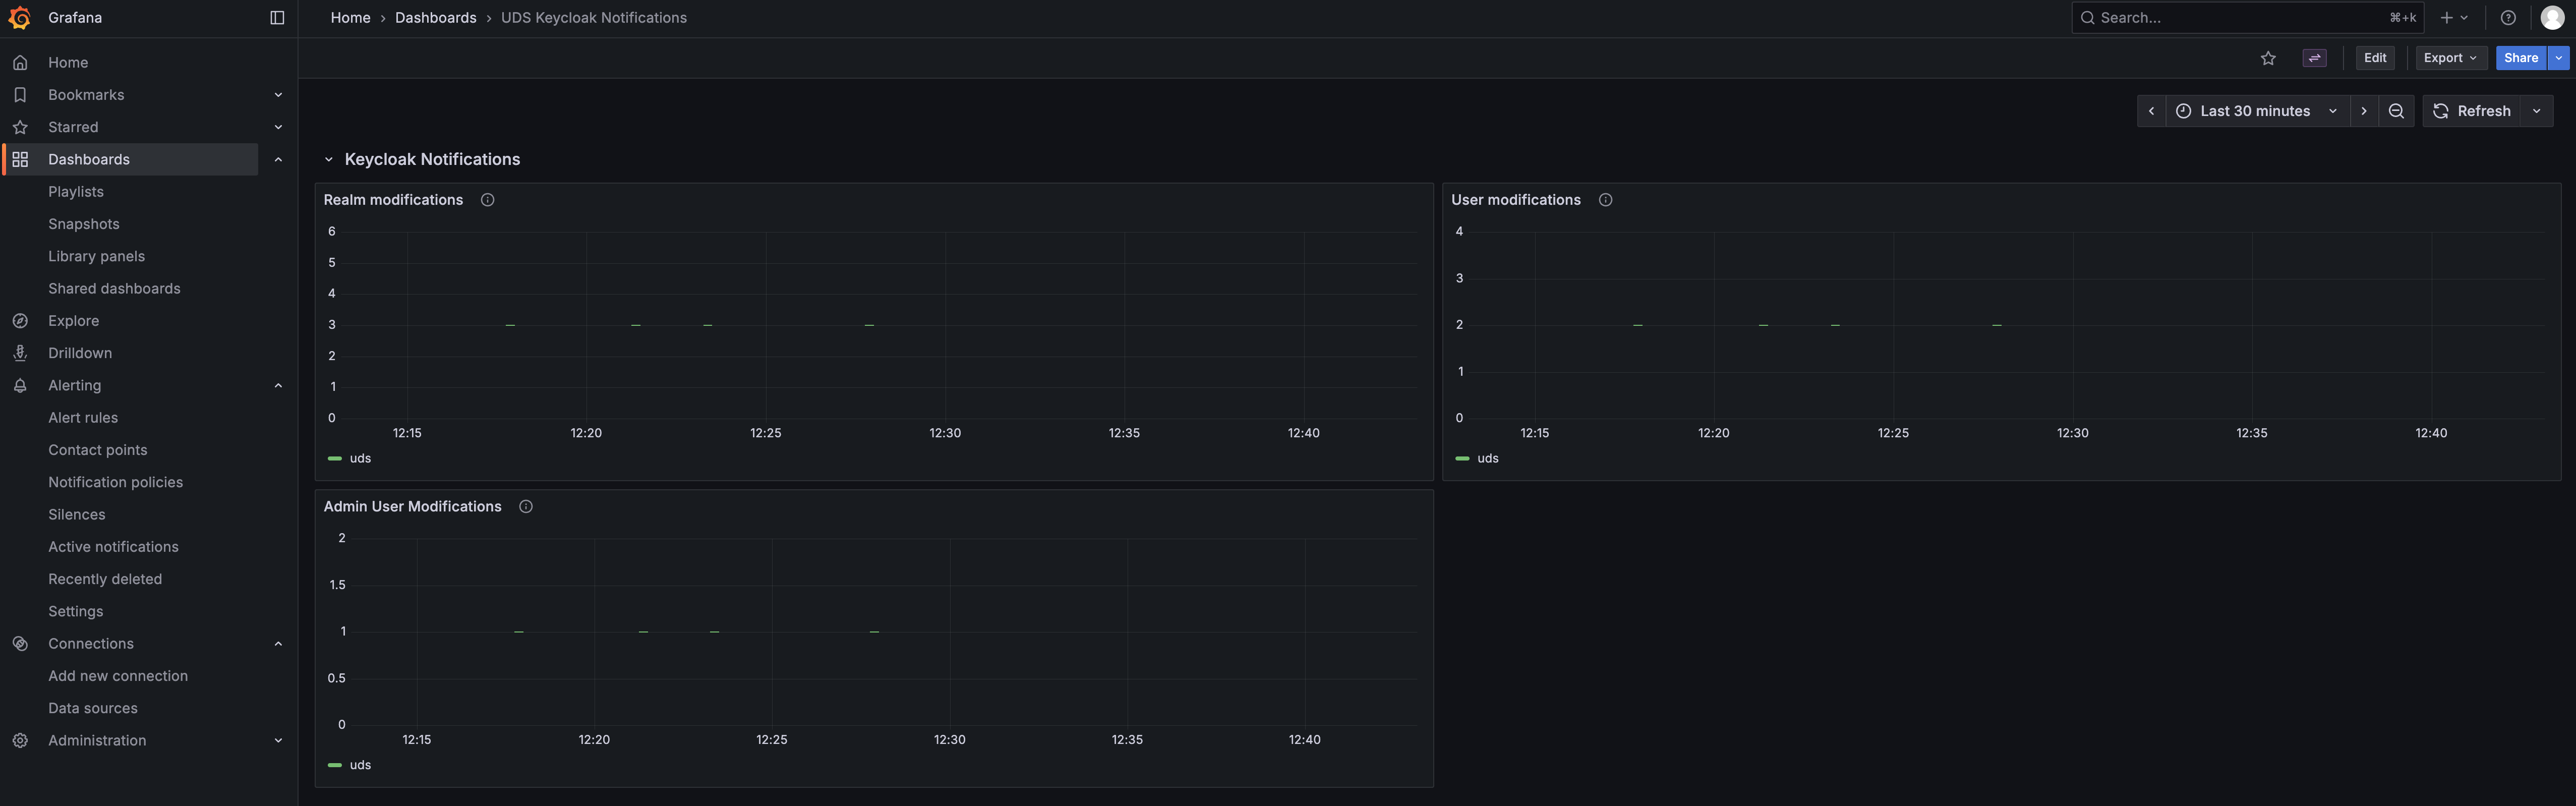 Grafana
Home › Dashboards › UDS Keycloak Notifications
Search...
⌘+k
Edit
Export
Share
Home
Bookmarks
Starred
Dashboards
Playlists
Snapshots
Library panels
Shared dashboards
Explore
Drilldown
Alerting
Alert rules
Contact points
Notification policies
Silences
Active notifications
Recently deleted
Settings
Connections
Add new connection
Data sources
Administration
Last 30 minutes
Refresh
Keycloak Notifications
Realm modifications
6
5
4
3
2
1
0
12:15 12:20 12:25 12:30 12:35 12:40
uds
User modifications
4
3
2
1
0
12:15 12:20 12:25 12:30 12:35 12:40
uds
Admin User Modifications
2
1.5
1
0.5
0
12:15 12:20 12:25 12:30 12:35 12:40
uds